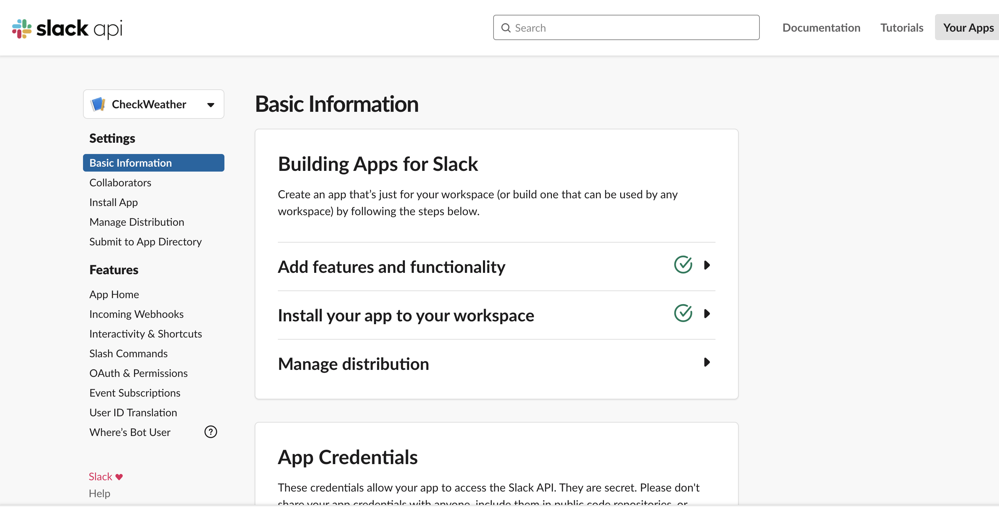 slack api
Search
Documentation
Tutorials
Your Apps
CheckWeather
Settings
Basic Information
Collaborators
Install App
Manage Distribution
Submit to App Directory
Features
App Home
Incoming Webhooks
Interactivity & Shortcuts
Slash Commands
OAuth & Permissions
Event Subscriptions
User ID Translation
Where’s Bot User
?
Slack ♥
Help
Basic Information
Building Apps for Slack
Create an app that’s just for your workspace (or build one that can be used by any
workspace) by following the steps below.
Add features and functionality
Install your app to your workspace
Manage distribution
App Credentials
These credentials allow your app to access the Slack API. They are secret. Please don't
share your app credentials with anyone, include them in public code repositories, or